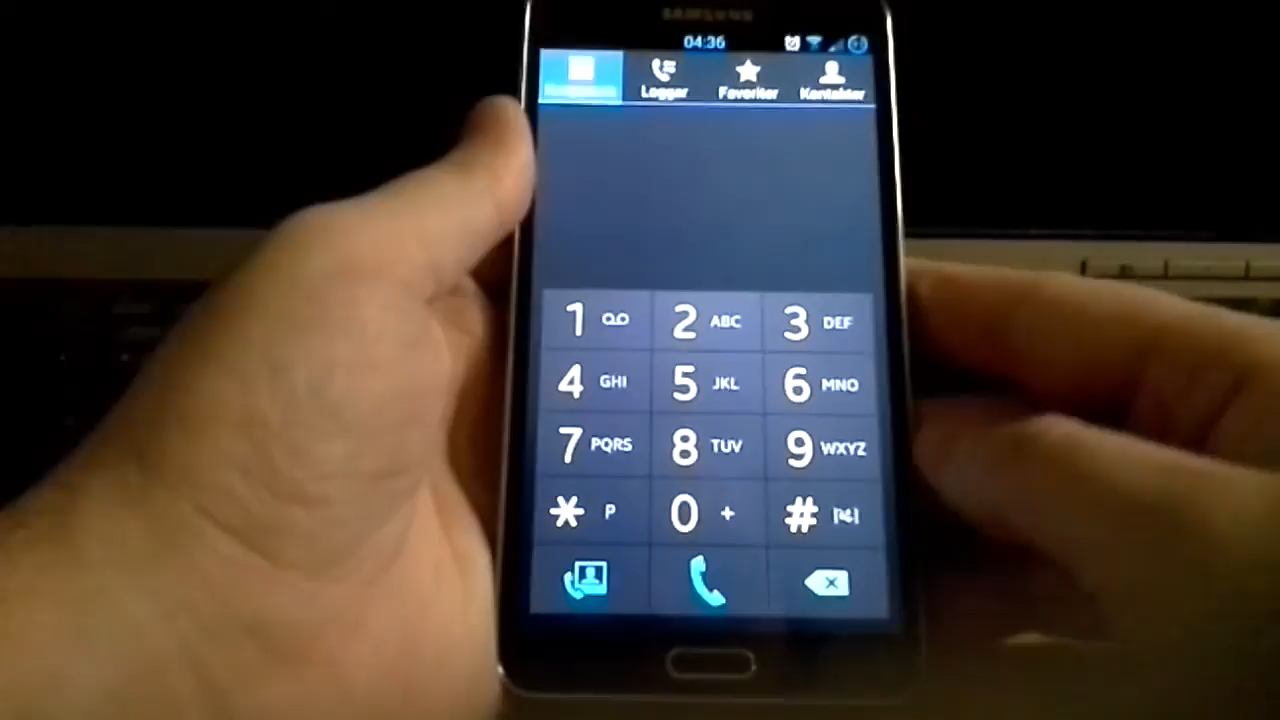 SAMSUNG
04:36
Logger Favoriter Kontakter
1 2 ABC 3 DEF
4 GHI 5 JKL 6 MNO
7 PQRS 8 TUV 9 WXYZ
* P 0 + #